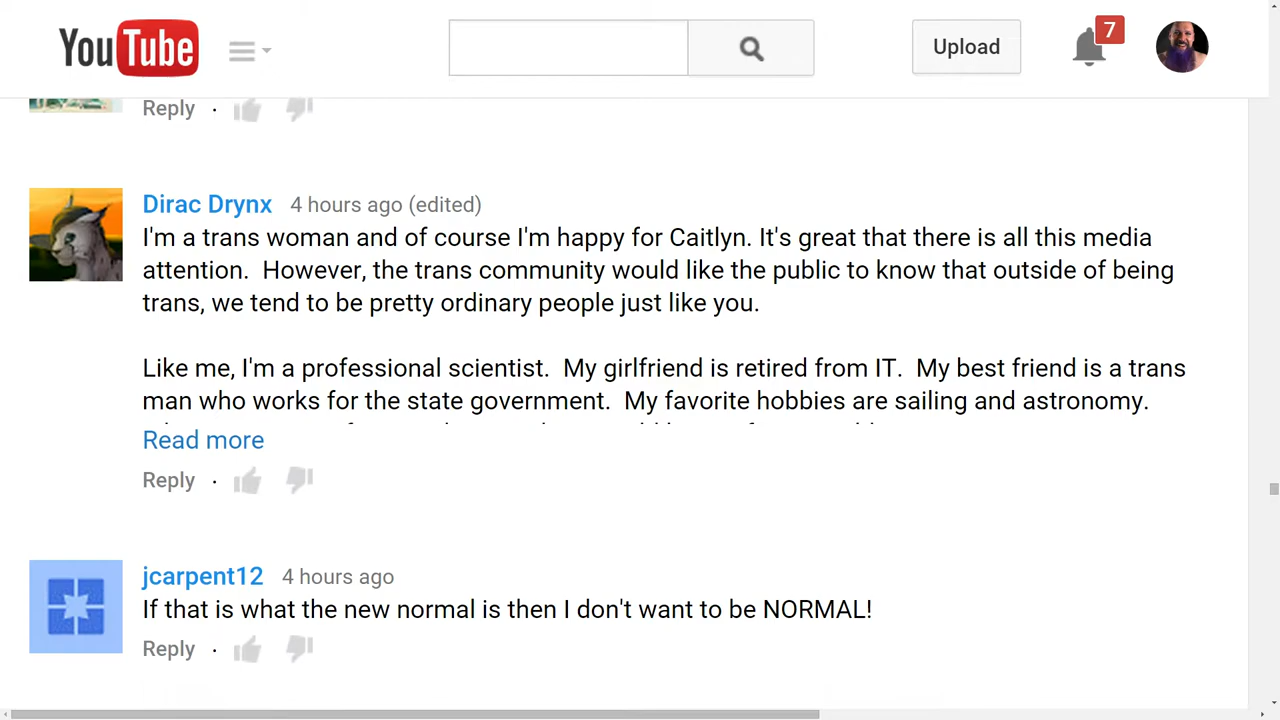 YouTube
Upload
7
Reply ·
Dirac Drynx 4 hours ago (edited)
I'm a trans woman and of course I'm happy for Caitlyn. It's great that there is all this media
attention.  However, the trans community would like the public to know that outside of being
trans, we tend to be pretty ordinary people just like you.
Like me, I'm a professional scientist.  My girlfriend is retired from IT.  My best friend is a trans
man who works for the state government.  My favorite hobbies are sailing and astronomy.
Read more
Reply ·
jcarpent12 4 hours ago
If that is what the new normal is then I don't want to be NORMAL!
Reply ·